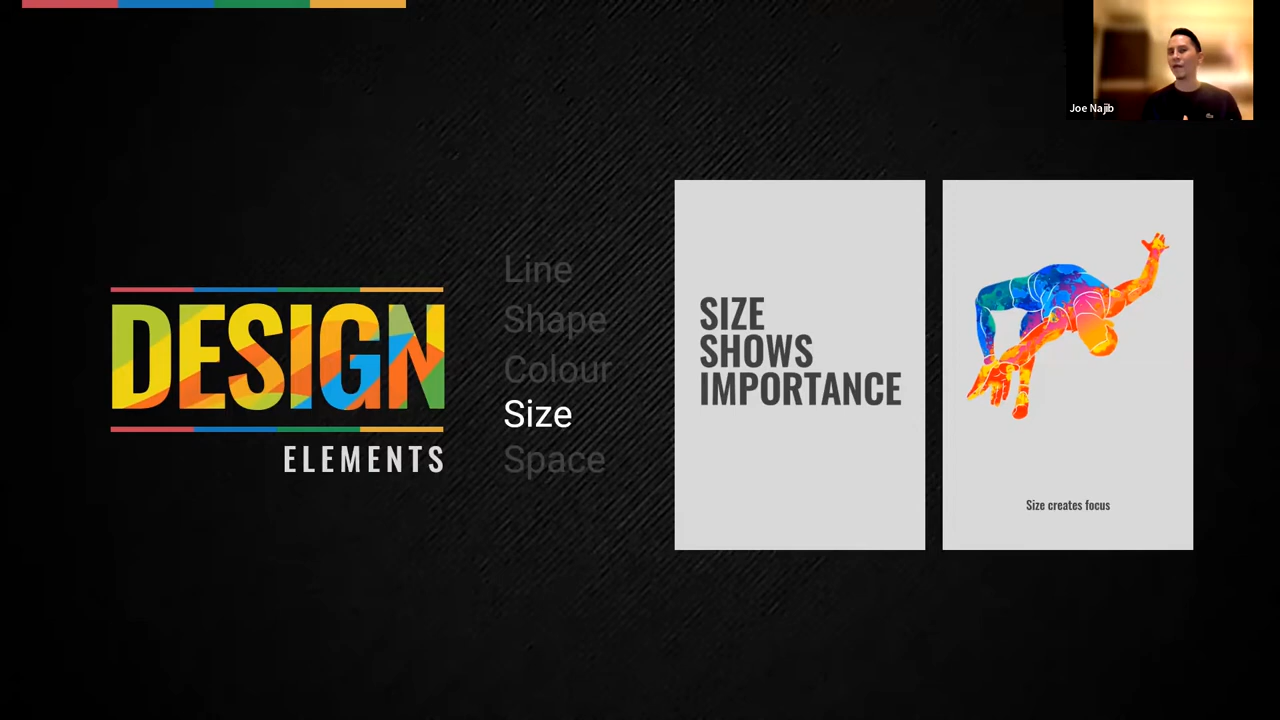 Joe Najib
DESIGN
ELEMENTS
Line
Shape
Colour
Size
Space
SIZE
SHOWS
IMPORTANCE
Size creates focus